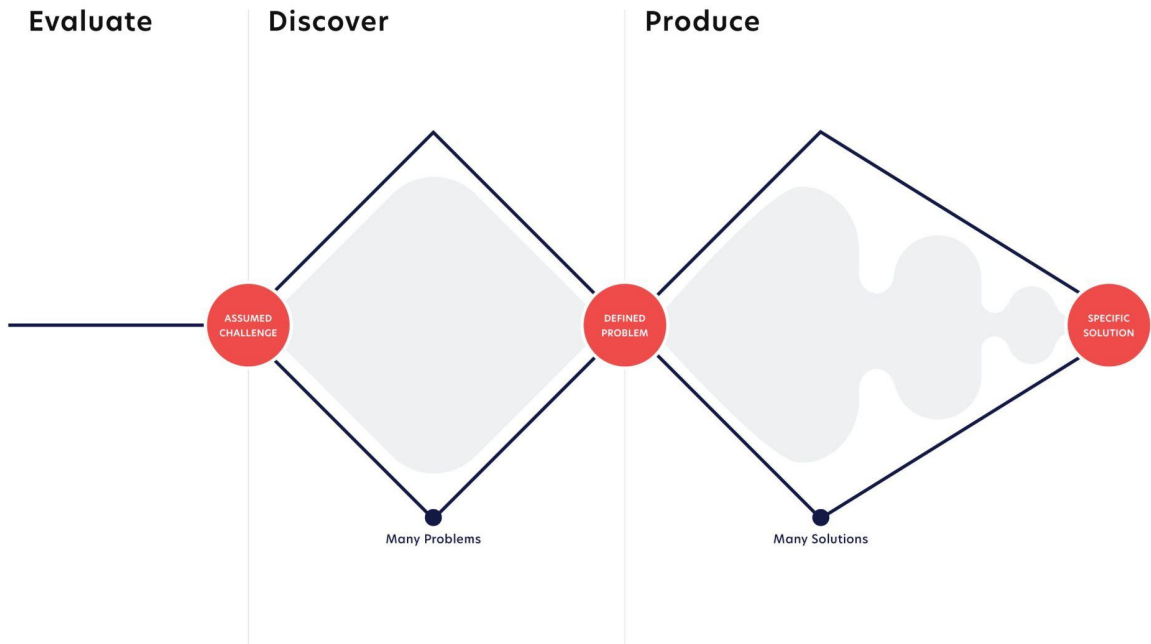 Evaluate
Discover
Produce
ASSUMED
CHALLENGE
DEFINED
PROBLEM
SPECIFIC
SOLUTION
Many Problems
Many Solutions